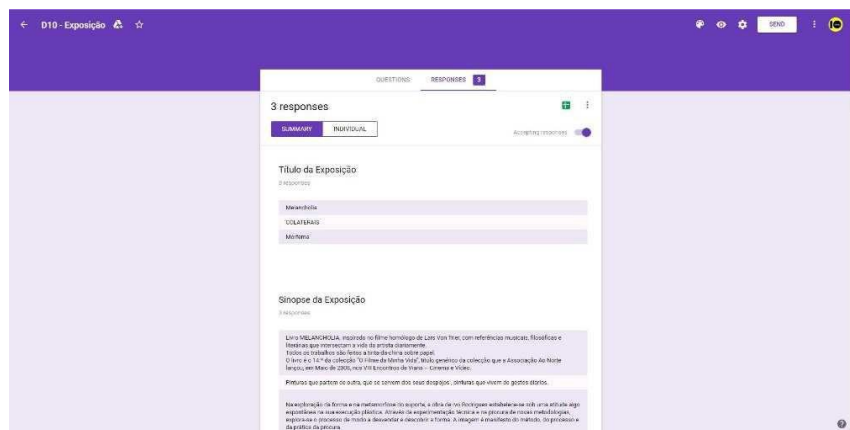 D10 - Exposição
SEND
QUESTIONS
RESPONSES 3
3 responses
SUMMARY
INDIVIDUAL
Accepting responses
Título da Exposição
3 responses
Melancholia
COLATERAIS
Morfema
Sinopse da Exposição
3 responses
Livro MELANCHOLIA, inspirado no filme homólogo de Lars Von Trier, com referências musicais, filosóficas e
literárias que intersectam a vida da artista diariamente.
Todos os trabalhos são feitos a tinta-da-china sobre papel.
O livro é o 14.º da colecção "O Filme da Minha Vida", título genérico da colecção que a Associação Ao Norte
lançou, em Maio de 2008, nos VIII Encontros de Viana – Cinema e Vídeo.
Pinturas que partem de outra, que se servem dos seus despojos, pinturas que vivem de gestos diários.
Na exploração da forma e na metamorfose do suporte, a obra de Ivo Rodrigues estabelece-se sob uma atitude algo
espontânea na sua execução plástica. Através da experimentação técnica e na procura de novas metodologias,
explora-se o processo de modo a desvendar e descobrir a forma. A imagem é manifesto do método, do processo e
da prática da procura.